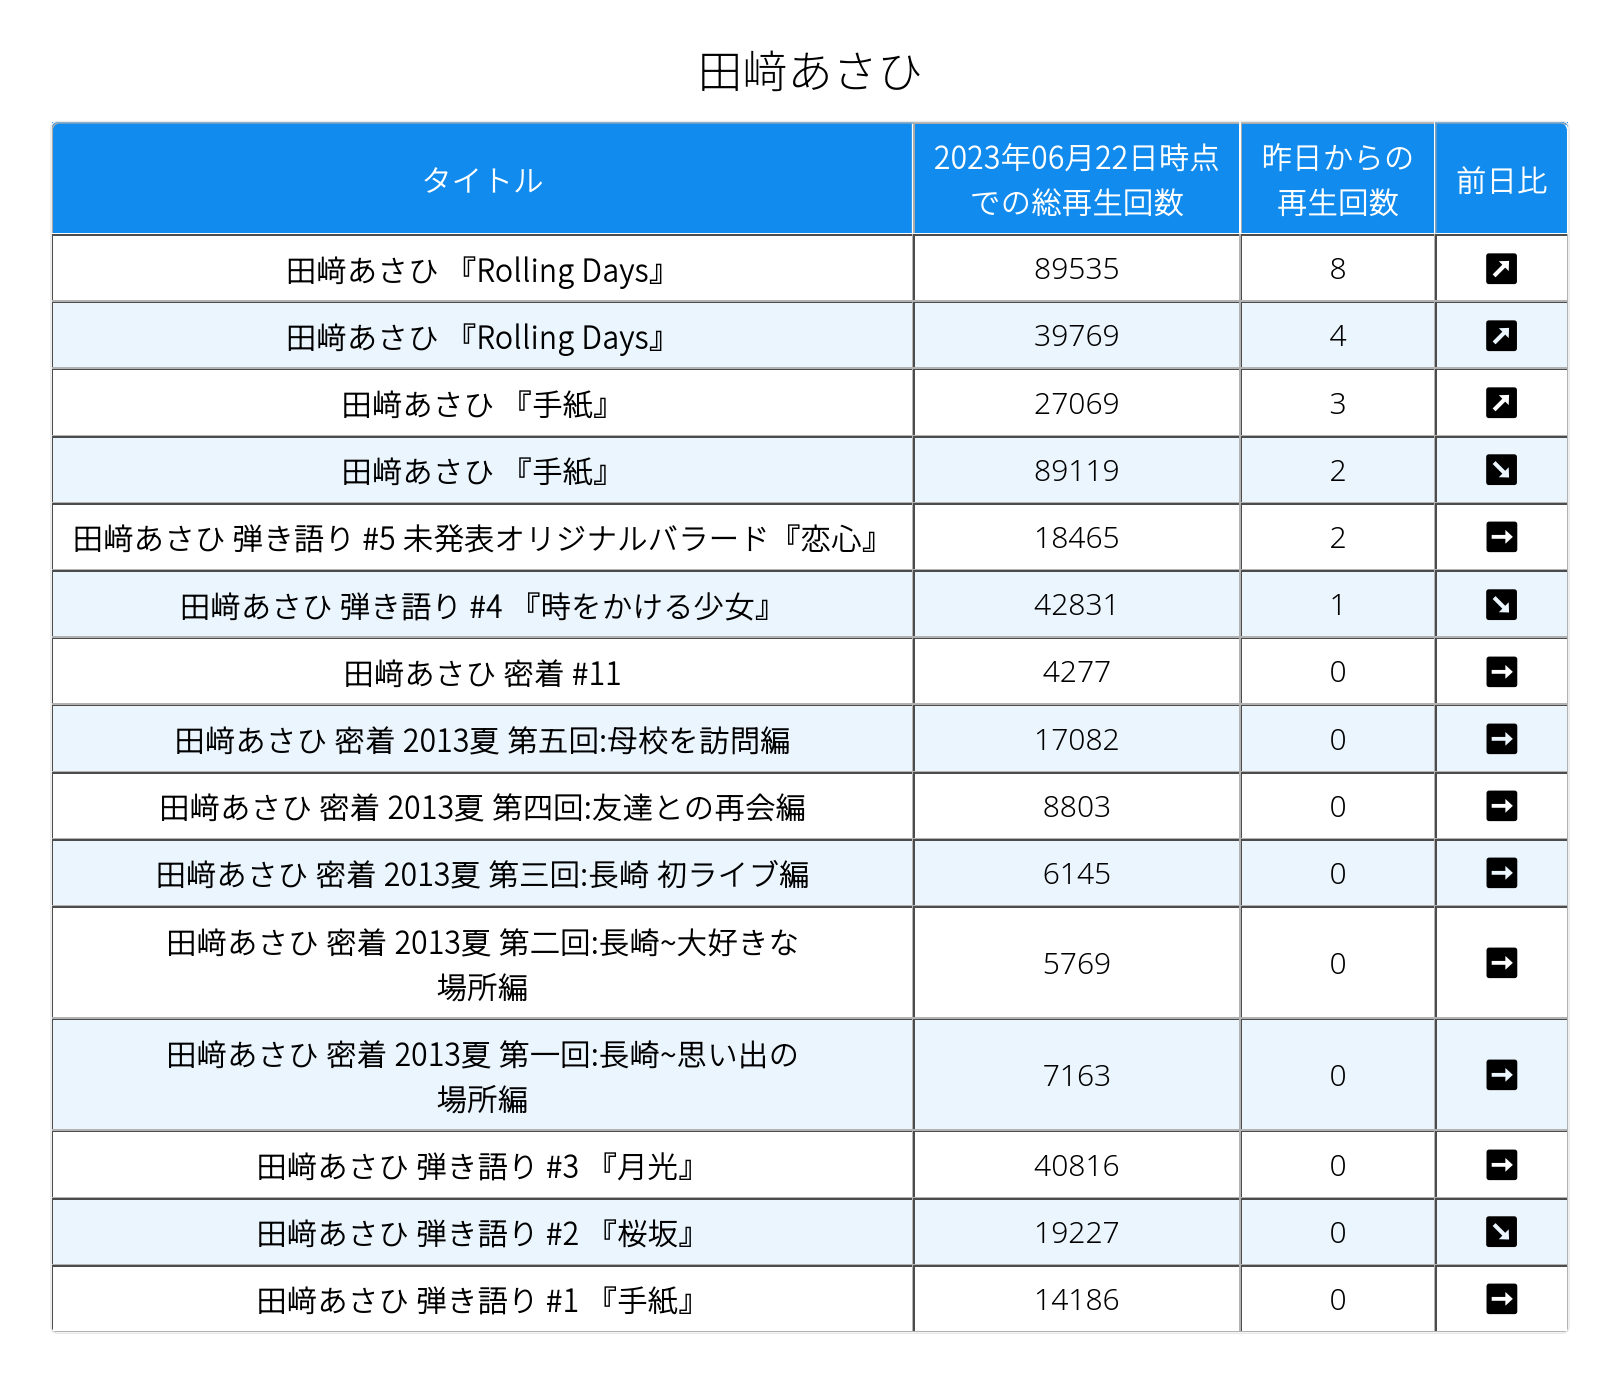 田﨑あさひ
タイトル 2023年06月22日時点 昨日からの 前日比
での総再生回数 再生回数
田﨑あさひ 『Rolling Days』 89535 8
田﨑あさひ 『Rolling Days』 39769 4
田﨑あさひ 『手紙』 27069 3
田﨑あさひ 『手紙』 89119 2
田﨑あさひ 弾き語り #5 未発表オリジナルバラード『恋心』 18465 2
田﨑あさひ 弾き語り #4 『時をかける少女』 42831 1
田﨑あさひ 密着 #11 4277 0
田﨑あさひ 密着 2013夏 第五回:母校を訪問編 17082 0
田﨑あさひ 密着 2013夏 第四回:友達との再会編 8803 0
田﨑あさひ 密着 2013夏 第三回:長崎 初ライブ編 6145 0
田﨑あさひ 密着 2013夏 第二回:長崎~大好きな
場所編 5769 0
田﨑あさひ 密着 2013夏 第一回:長崎~思い出の
場所編 7163 0
田﨑あさひ 弾き語り #3 『月光』 40816 0
田﨑あさひ 弾き語り #2 『桜坂』 19227 0
田﨑あさひ 弾き語り #1 『手紙』 14186 0